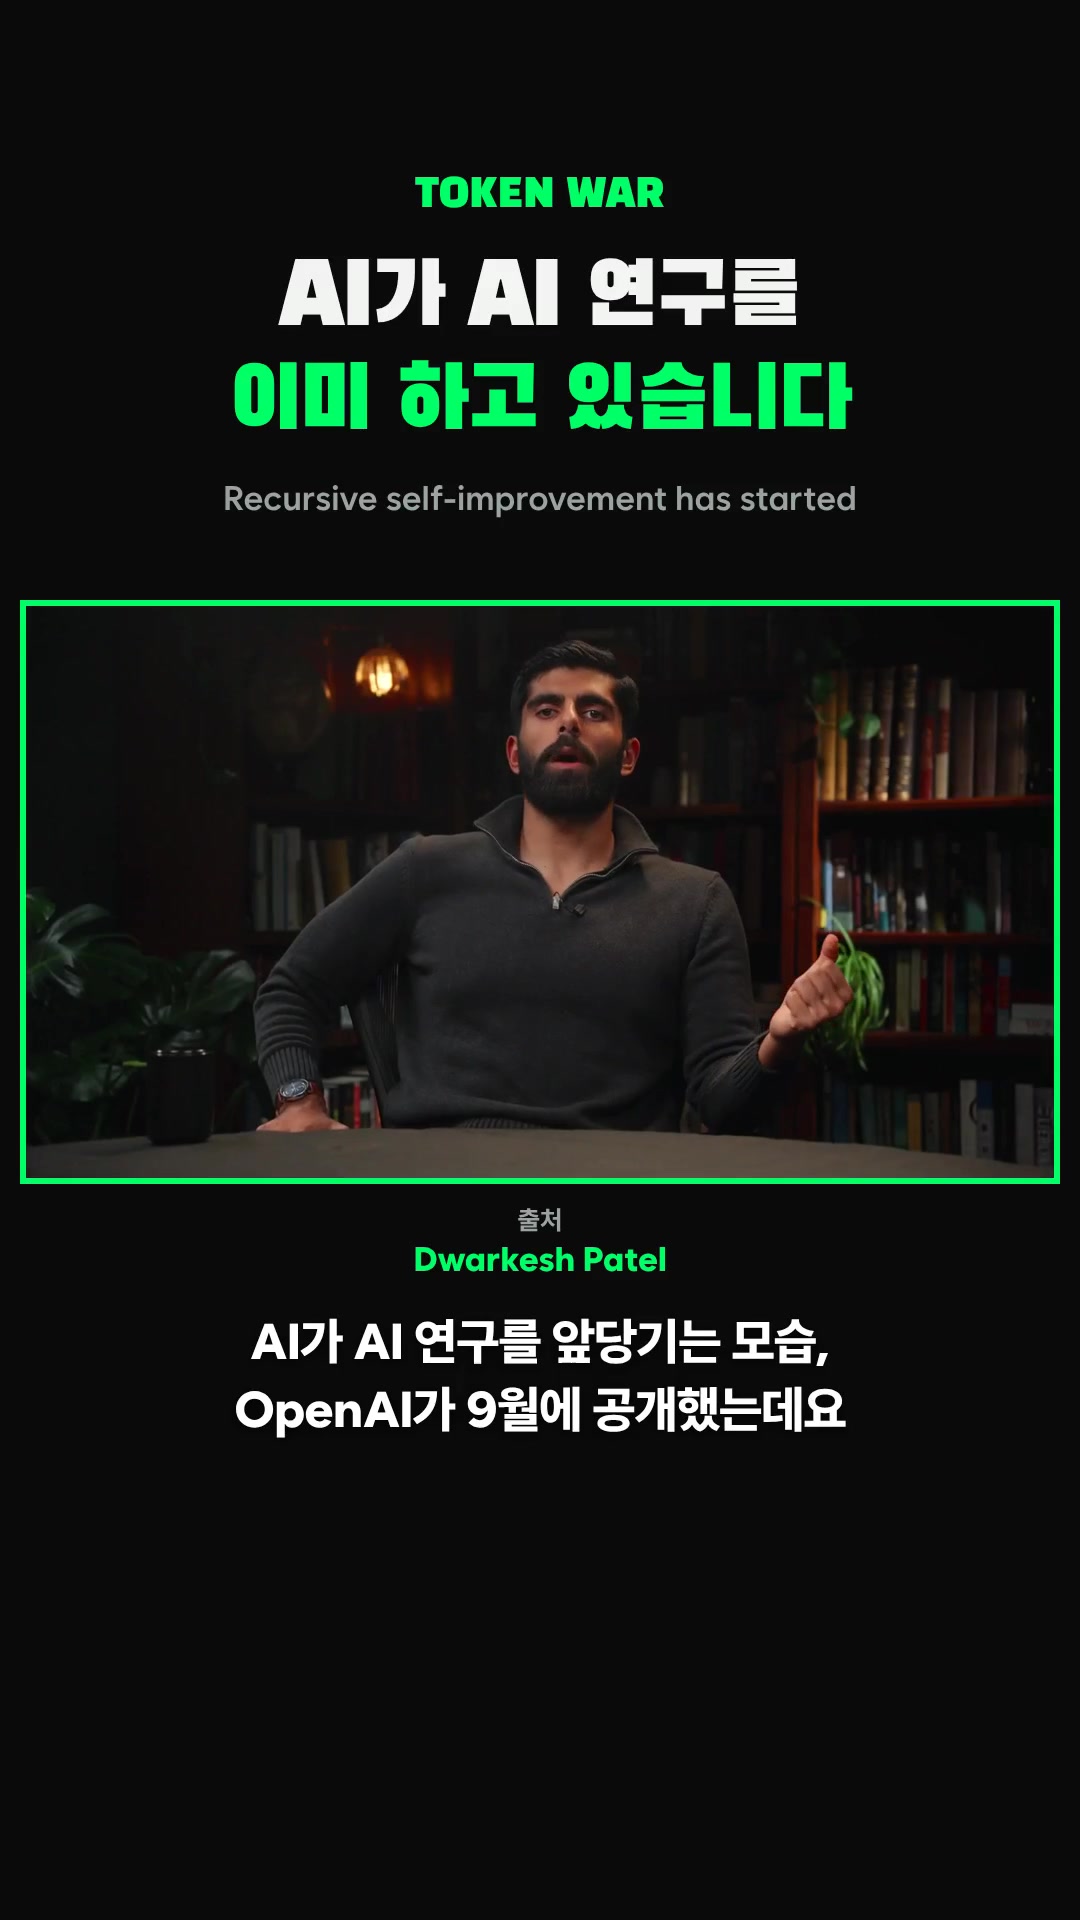 TOKEN WAR
AI가 AI 연구를
이미 하고 있습니다
Recursive self-improvement has started
출처
Dwarkesh Patel
AI가 AI 연구를 앞당기는 모습,
OpenAI가 9월에 공개했는데요